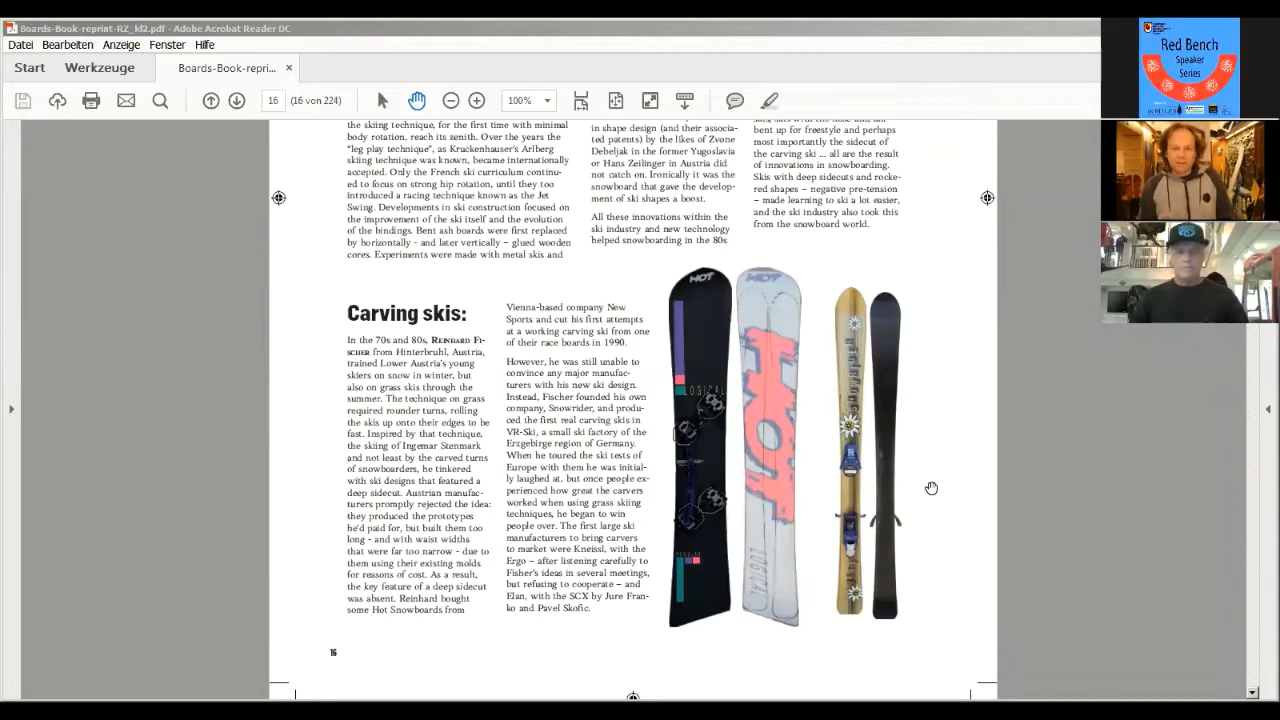 Boards-Book-reprint-RZ_kl2.pdf - Adobe Acrobat Reader DC
Datei Bearbeiten Anzeige Fenster Hilfe
Start Werkzeuge Boards-Book-repri... ×
16 (16 von 224) 100%
the skiing technique, for the first time with minimal
body rotation, reach its zenith. Over the years the
“leg play technique”, as Kruckenhauser’s Arlberg
skiing technique was known, became internationally
accepted. Only the French ski curriculum continu-
ed to focus on strong hip rotation, until they too
introduced a racing technique known as the Jet
Swing. Developments in ski construction focused on
the improvement of the ski itself and the evolution
of the bindings. Bent ash boards were first replaced
by horizontally - and later vertically – glued wooden
cores. Experiments were made with metal skis and
in shape design (and their associa-
ted patents) by the likes of Zvone
Debeljak in the former Yugoslavia
or Hans Zeilinger in Austria did
not catch on. Ironically it was the
snowboard that gave the develop-
ment of ski shapes a boost.
All these innovations within the
ski industry and new technology
helped snowboarding in the 80s
bent up for freestyle and perhaps
most importantly the sidecut of
the carving ski ... all are the result
of innovations in snowboarding.
Skis with deep sidecuts and rocke-
red shapes – negative pre-tension
– made learning to ski a lot easier,
and the ski industry also took this
from the snowboard world.
Carving skis:
In the 70s and 80s, Reinhard Fi-
scher from Hinterbruhl, Austria,
trained Lower Austria’s young
skiers on snow in winter, but
also on grass skis through the
summer. The technique on grass
required rounder turns, rolling
the skis up onto their edges to be
fast. Inspired by that technique,
the skiing of Ingemar Stenmark
and not least by the carved turns
of snowboarders, he tinkered
with ski designs that featured a
deep sidecut. Austrian manufac-
turers promptly rejected the idea:
they produced the prototypes
he’d paid for, but built them too
long - and with waist widths
that were far too narrow - due to
them using their existing molds
for reasons of cost. As a result,
the key feature of a deep sidecut
was absent. Reinhard bought
some Hot Snowboards from
Vienna-based company New
Sports and cut his first attempts
at a working carving ski from one
of their race boards in 1990.
However, he was still unable to
convince any major manufac-
turers with his new ski design.
Instead, Fischer founded his own
company, Snowrider, and produ-
ced the first real carving skis in
VR-Ski, a small ski factory of the
Erzgebirge region of Germany.
When he toured the ski tests of
Europe with them he was initial-
ly laughed at, but once people ex-
perienced how great the carvers
worked when using grass skiing
techniques, he began to win
people over. The first large ski
manufacturers to bring carvers
to market were Kneissl, with the
Ergo – after listening carefully to
Fisher’s ideas in several meetings,
but refusing to cooperate – and
Elan, with the SCX by Jure Fran-
ko and Pavel Skofic.
HOT
LOGICAL
HOT
16
Red Bench
Speaker
Series